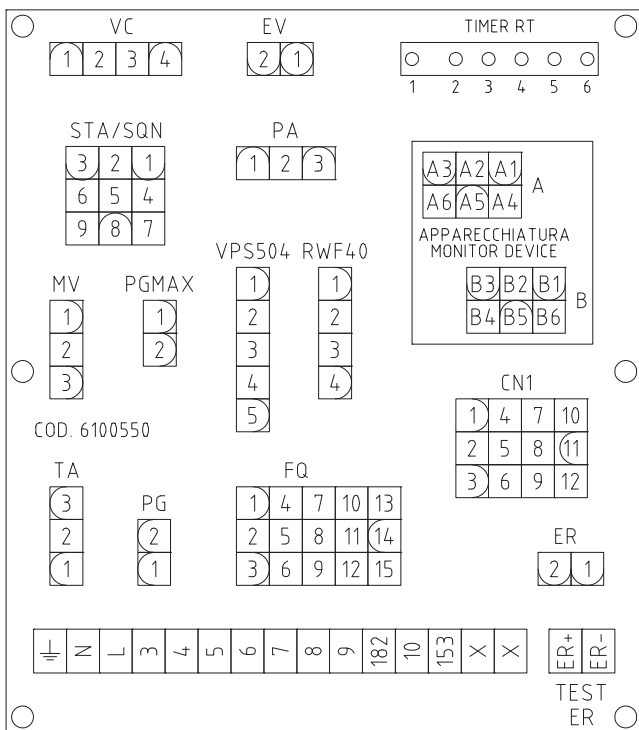 VC EV TIMER RT
1 2 3 4 2 1
1 2 3 4 5 6
STA/SQN PA
3 2 1 1 2 3
6 5 4
9 8 7
A3 A2 A1
A6 A5 A4
A
APPARECCHIATURA
MONITOR DEVICE
B3 B2 B1
B4 B5 B6
B
MV PGMAX VPS504 RWF40
1 1 1 1
2 2 2 2
3 3 3
4 4
5
CN1
1 4 7 10
2 5 8 11
3 6 9 12
COD. 6100550
TA PG FQ ER
3 1 4 7 10 13
2 2 2 5 8 11 14
1 1 3 6 9 12 15
2 1
N L 3 4 5 6 7 8 9 182 10 153 X X ER+ ER-
TEST
ER